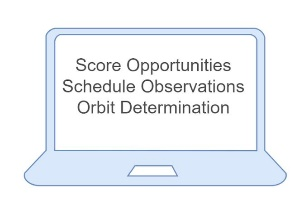 Score Opportunities
Schedule Observations
Orbit Determination